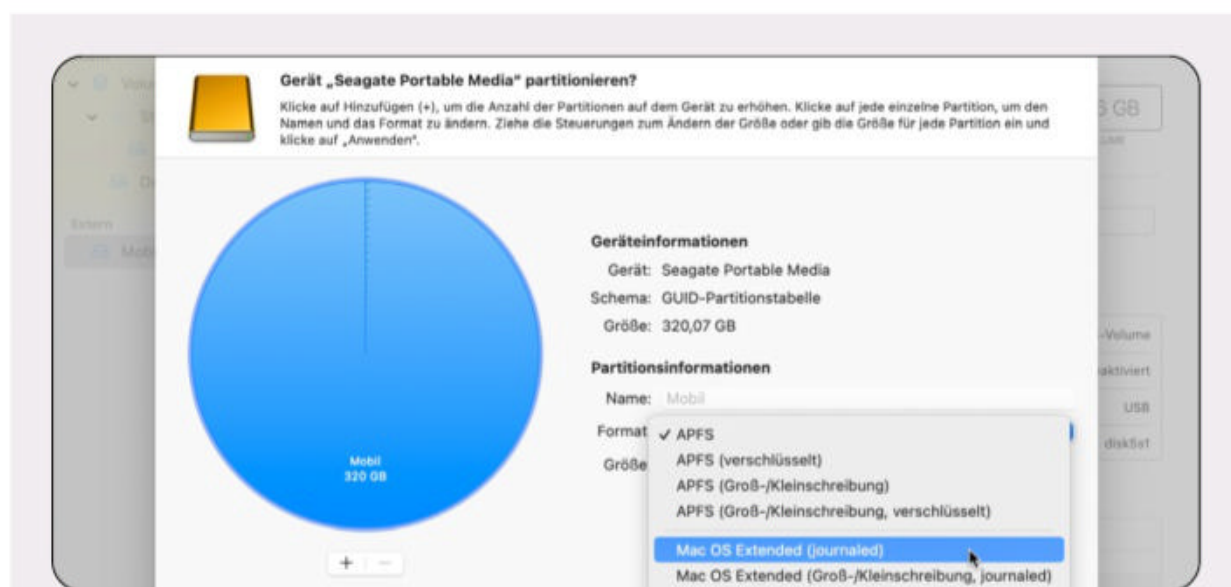 Gerät „Seagate Portable Media“ partitionieren?
Klicke auf Hinzufügen (+), um die Anzahl der Partitionen auf dem Gerät zu erhöhen. Klicke auf jede einzelne Partition, um den
Namen und das Format zu ändern. Ziehe die Steuerungen zum Ändern der Größe oder gib die Größe für jede Partition ein und
klicke auf „Anwenden“.
Extern
Geräteinformationen
Gerät: Seagate Portable Media
Schema: GUID-Partitionstabelle
Größe: 320,07 GB
-Volume
Partitionsinformationen
aktiviert
Name: Mobil
USB
Format
✓ APFS
APFS (verschlüsselt)
Größe
APFS (Groß-/Kleinschreibung)
APFS (Groß-/Kleinschreibung, verschlüsselt)
Mac OS Extended (journaled)
Mac OS Extended (Groß-/Kleinschreibung, journaled)
Mobil
320 GB
+ −